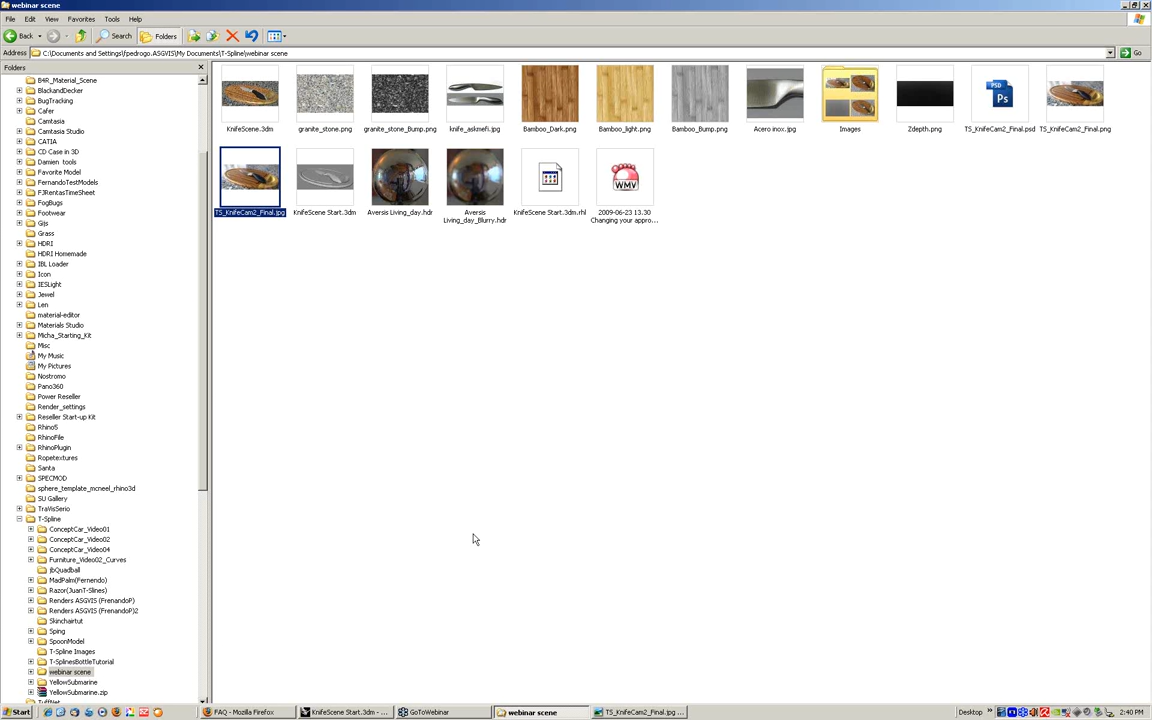 webinar scene
File Edit View Favorites Tools Help
Back Search Folders
Address C:\Documents and Settings\fpedrogo.ASGVIS\My Documents\T-Spline\webinar scene Go
Folders
B4R_Material_Scene
BlackandDecker
BugTracking
Cafer
Camtasia
Camtasia Studio
CATIA
CD Case in 3D
Damien tools
Favorite Model
FernandoTestModels
FJRentasTimeSheet
FogBugs
Footwear
Gijs
Grass
HDRI
HDRI Homemade
IBL Loader
Icon
IESLight
Jewel
Len
material-editor
Materials Studio
Micha_Starting_Kit
Misc
My Music
My Pictures
Nostromo
Pano360
Power Reseller
Render_settings
Reseller Start-up Kit
Rhino5
RhinoFile
RhinoPlugin
Ropetextures
Santa
SPECMOD
sphere_template_mcneel_rhino3d
SU Gallery
TraVisSerio
T-Spline
ConceptCar_Video01
ConceptCar_Video02
ConceptCar_Video04
Furniture_Video02_Curves
jbQuadball
MadPalm(Fernendo)
Razor(JuanT-Slines)
Renders ASGVIS (FrenandoP)
Renders ASGVIS (FrenandoP)2
Skinchairtut
Sping
SpoonModel
T-Spline Images
T-SplinesBottleTutorial
webinar scene
YellowSubmarine
YellowSubmarine.zip
KnifeScene.3dm granite_stone.png granite_stone_Bump.png knife_askmefi.jpg Bamboo_Dark.png Bamboo_light.png Bamboo_Bump.png Acero inox.jpg Images Zdepth.png TS_KnifeCam2_Final.psd TS_KnifeCam2_Final.png
PSD
Ps
WMV
TS_KnifeCam2_Final.jpg KnifeScene Start.3dm Aversis Living_day.hdr Aversis KnifeScene Start.3dm.rhl 2009-06-23 13.30
Living_day_Blurry.hdr Changing your appro...
Start FAQ - Mozilla Firefox KnifeScene Start.3dm - ... GoToWebinar webinar scene TS_KnifeCam2_Final.jpg ... Desktop » 2:40 PM